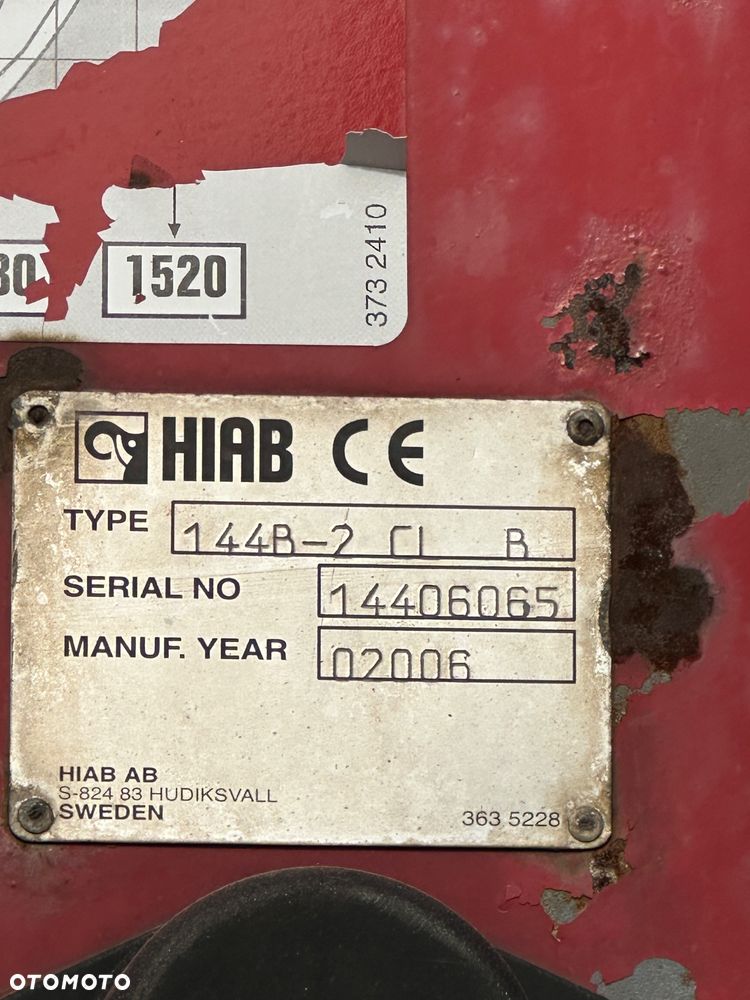 1520
373 2410
HIAB CE
TYPE 144B-2 CL B
SERIAL NO 14406065
MANUF. YEAR 02006
HIAB AB
S-824 83 HUDIKSVALL
SWEDEN
363 5228
OTOMOTO